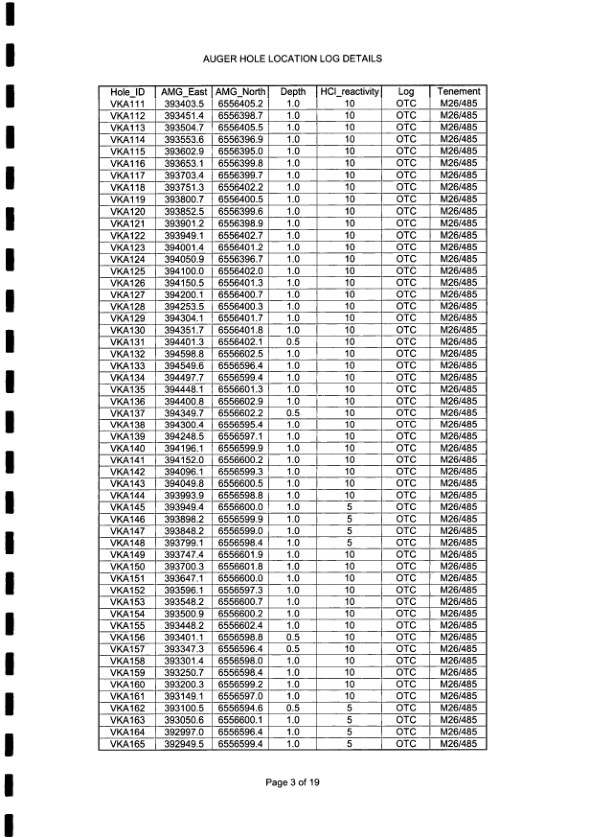 AUGER HOLE LOCATION LOG DETAILS
Hole_ID AMG_East AMG_North Depth HCl_reactivity Log Tenement
VKA111 393403.5 6556405.2 1.0 10 OTC M26/485
VKA112 393451.4 6556398.7 1.0 10 OTC M26/485
VKA113 393504.7 6556405.5 1.0 10 OTC M26/485
VKA114 393553.6 6556396.9 1.0 10 OTC M26/485
VKA115 393602.9 6556395.0 1.0 10 OTC M26/485
VKA116 393653.1 6556399.8 1.0 10 OTC M26/485
VKA117 393703.4 6556399.7 1.0 10 OTC M26/485
VKA118 393751.3 6556402.2 1.0 10 OTC M26/485
VKA119 393800.7 6556400.5 1.0 10 OTC M26/485
VKA120 393852.5 6556399.6 1.0 10 OTC M26/485
VKA121 393901.2 6556398.9 1.0 10 OTC M26/485
VKA122 393949.1 6556402.7 1.0 10 OTC M26/485
VKA123 394001.4 6556401.2 1.0 10 OTC M26/485
VKA124 394050.9 6556396.7 1.0 10 OTC M26/485
VKA125 394100.0 6556402.0 1.0 10 OTC M26/485
VKA126 394150.5 6556401.3 1.0 10 OTC M26/485
VKA127 394200.1 6556400.7 1.0 10 OTC M26/485
VKA128 394253.5 6556400.3 1.0 10 OTC M26/485
VKA129 394304.1 6556401.7 1.0 10 OTC M26/485
VKA130 394351.7 6556401.8 1.0 10 OTC M26/485
VKA131 394401.3 6556402.1 0.5 10 OTC M26/485
VKA132 394598.8 6556602.5 1.0 10 OTC M26/485
VKA133 394549.6 6556596.4 1.0 10 OTC M26/485
VKA134 394497.7 6556599.4 1.0 10 OTC M26/485
VKA135 394448.1 6556601.3 1.0 10 OTC M26/485
VKA136 394400.8 6556602.9 1.0 10 OTC M26/485
VKA137 394349.7 6556602.2 0.5 10 OTC M26/485
VKA138 394300.4 6556595.4 1.0 10 OTC M26/485
VKA139 394248.5 6556597.1 1.0 10 OTC M26/485
VKA140 394196.1 6556599.9 1.0 10 OTC M26/485
VKA141 394152.0 6556600.2 1.0 10 OTC M26/485
VKA142 394096.1 6556599.3 1.0 10 OTC M26/485
VKA143 394049.8 6556600.5 1.0 10 OTC M26/485
VKA144 393993.9 6556598.8 1.0 10 OTC M26/485
VKA145 393949.4 6556600.0 1.0 5 OTC M26/485
VKA146 393898.2 6556599.9 1.0 5 OTC M26/485
VKA147 393848.2 6556599.0 1.0 5 OTC M26/485
VKA148 393799.1 6556598.4 1.0 5 OTC M26/485
VKA149 393747.4 6556601.9 1.0 10 OTC M26/485
VKA150 393700.3 6556601.8 1.0 10 OTC M26/485
VKA151 393647.1 6556600.0 1.0 10 OTC M26/485
VKA152 393596.1 6556597.3 1.0 10 OTC M26/485
VKA153 393548.2 6556600.7 1.0 10 OTC M26/485
VKA154 393500.9 6556600.2 1.0 10 OTC M26/485
VKA155 393448.2 6556602.4 1.0 10 OTC M26/485
VKA156 393401.1 6556598.8 0.5 10 OTC M26/485
VKA157 393347.3 6556596.4 0.5 10 OTC M26/485
VKA158 393301.4 6556598.0 1.0 10 OTC M26/485
VKA159 393250.7 6556598.4 1.0 10 OTC M26/485
VKA160 393200.3 6556599.2 1.0 10 OTC M26/485
VKA161 393149.1 6556597.0 1.0 10 OTC M26/485
VKA162 393100.5 6556594.6 0.5 5 OTC M26/485
VKA163 393050.6 6556600.1 1.0 5 OTC M26/485
VKA164 392997.0 6556596.4 1.0 5 OTC M26/485
VKA165 392949.5 6556599.4 1.0 5 OTC M26/485
Page 3 of 19